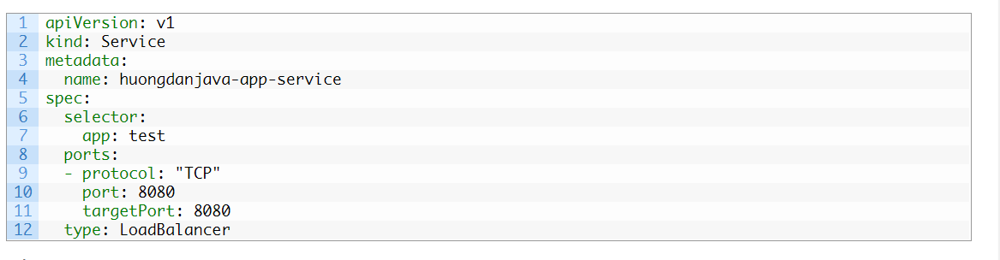 1 apiVersion: v1
2 kind: Service
3 metadata:
4   name: huongdanjava-app-service
5 spec:
6   selector:
7     app: test
8   ports:
9   - protocol: "TCP"
10     port: 8080
11     targetPort: 8080
12   type: LoadBalancer